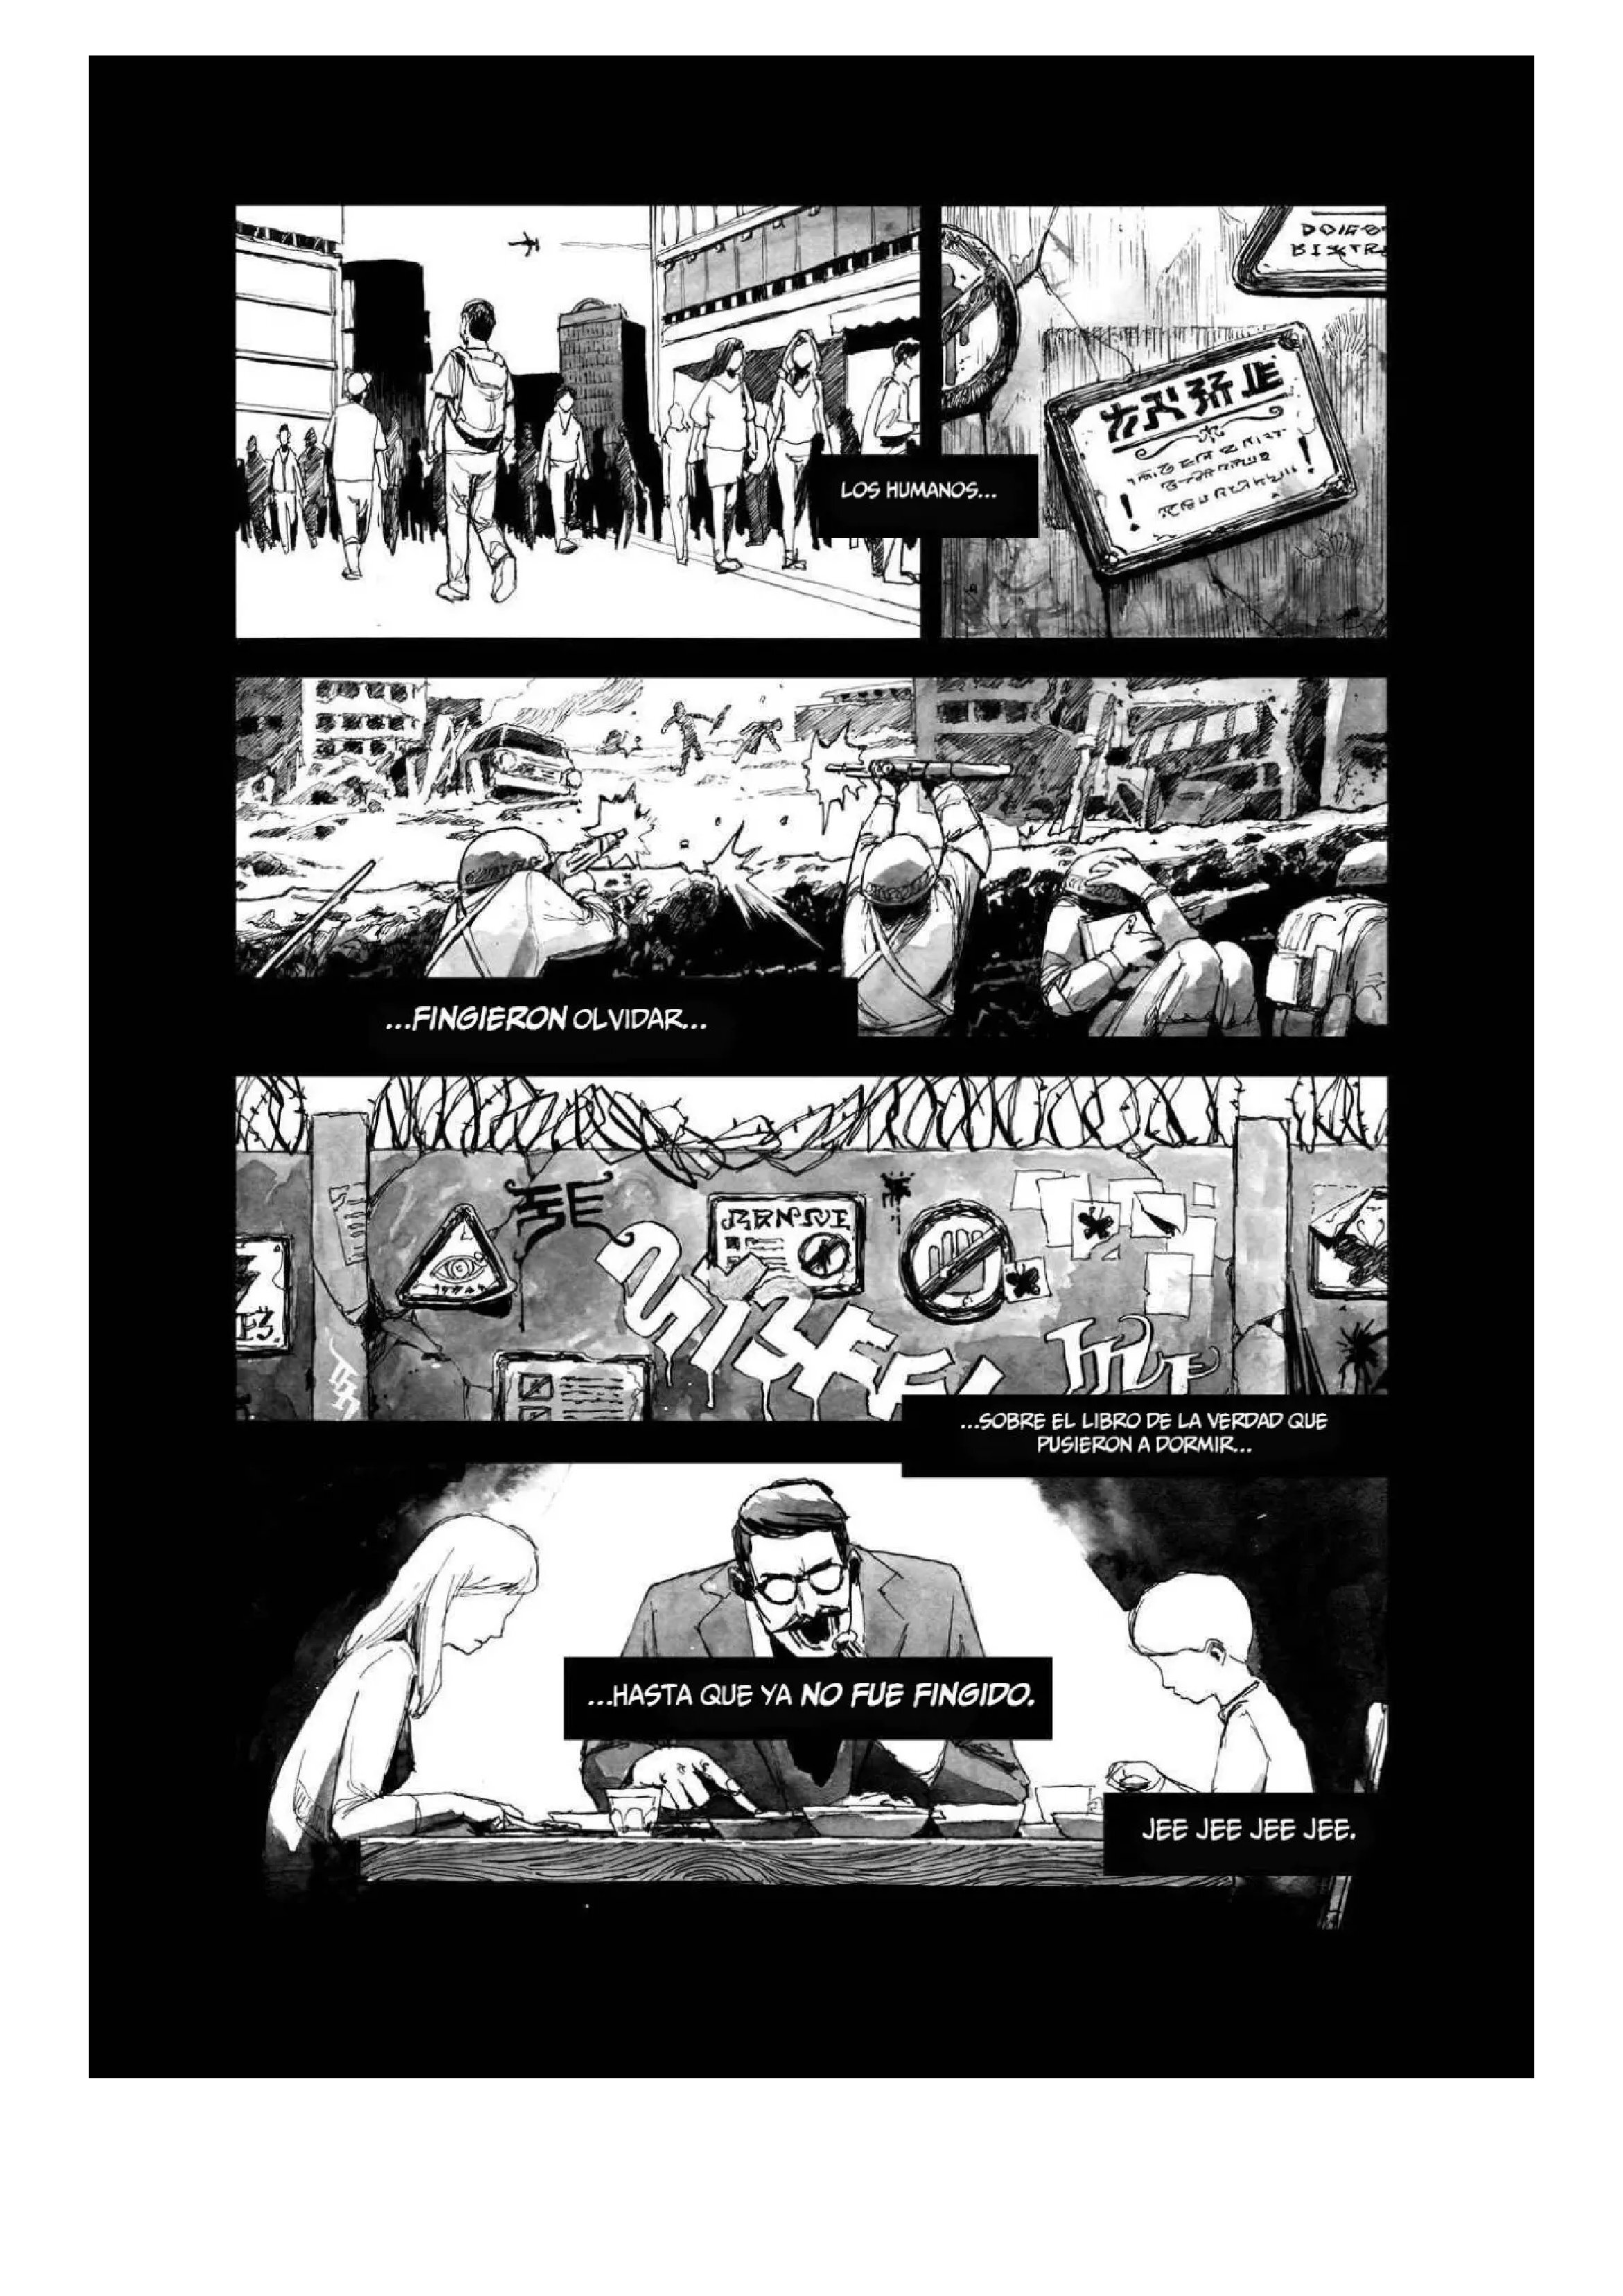 LOS HUMANOS...
...FINGIERON OLVIDAR...
...SOBRE EL LIBRO DE LA VERDAD QUE
PUSIERON A DORMIR...
...HASTA QUE YA NO FUE FINGIDO.
JEE JEE JEE JEE.